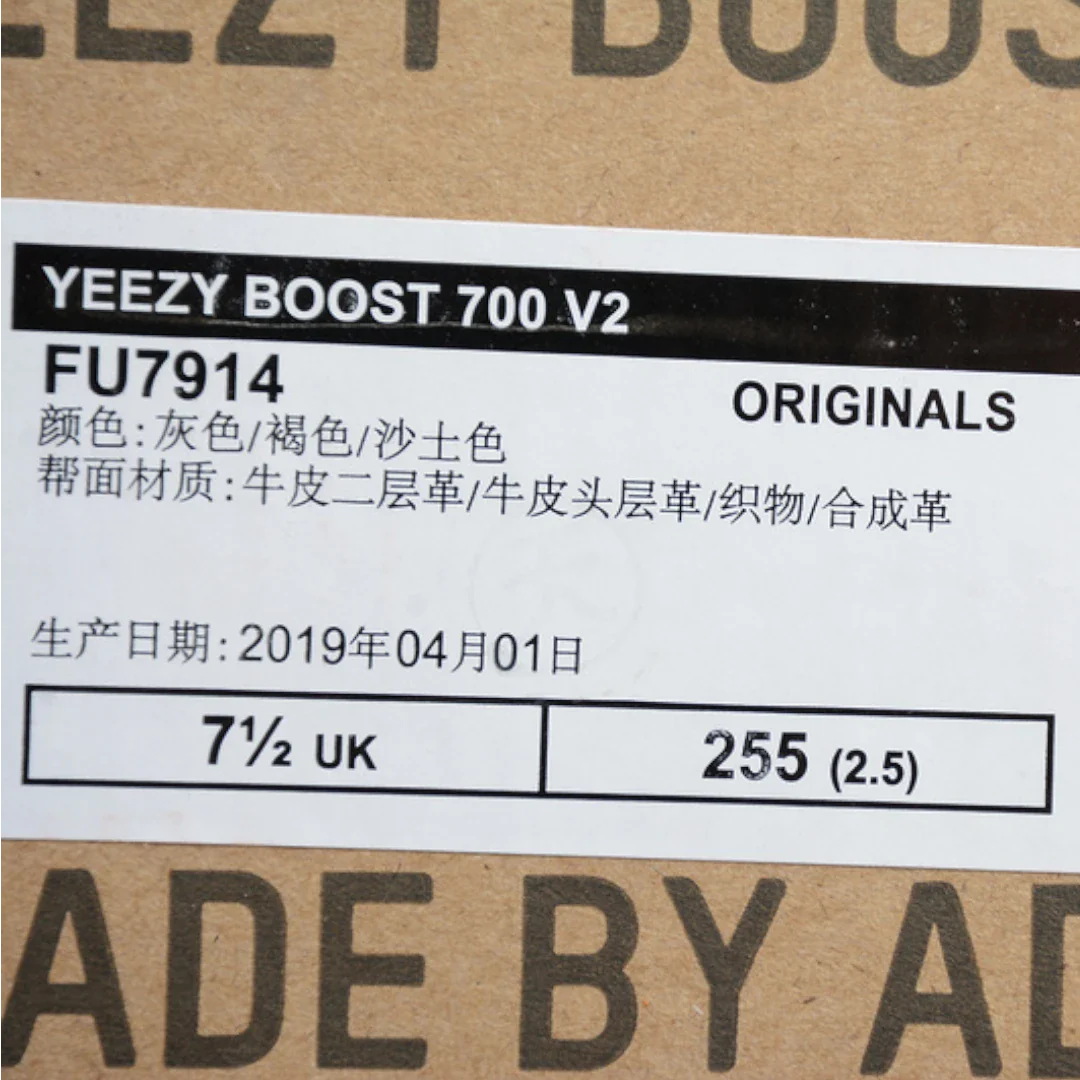 EEZY BOOS
YEEZY BOOST 700 V2
FU7914
ORIGINALS
颜色:灰色/褐色/沙土色
帮面材质:牛皮二层革/牛皮头层革/织物/合成革
生产日期:2019年04月01日
7½ UK
255 (2.5)
ADE BY AD